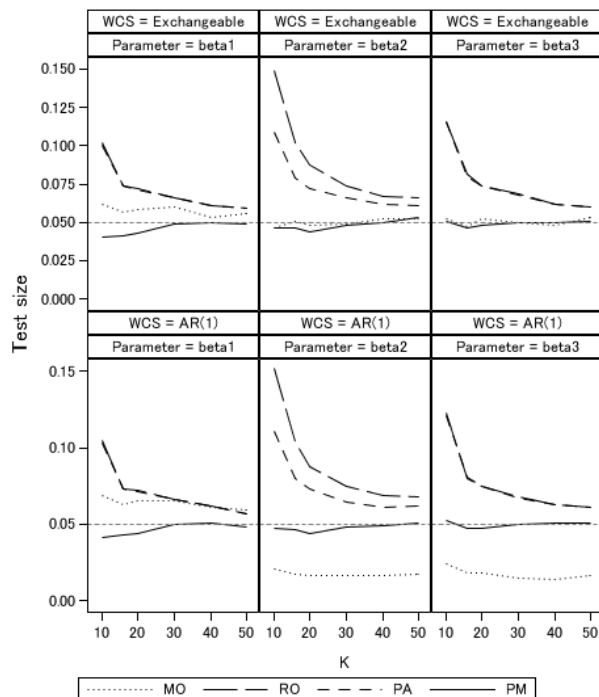 WCS = Exchangeable WCS = Exchangeable WCS = Exchangeable
Parameter = beta1 Parameter = beta2 Parameter = beta3
0.150
0.125
0.100
0.075
0.050
0.025
0.000
Test size
WCS = AR(1) WCS = AR(1) WCS = AR(1)
Parameter = beta1 Parameter = beta2 Parameter = beta3
0.15
0.10
0.05
0.00
10 20 30 40 50 10 20 30 40 50 10 20 30 40 50
K
MO RO PA PM